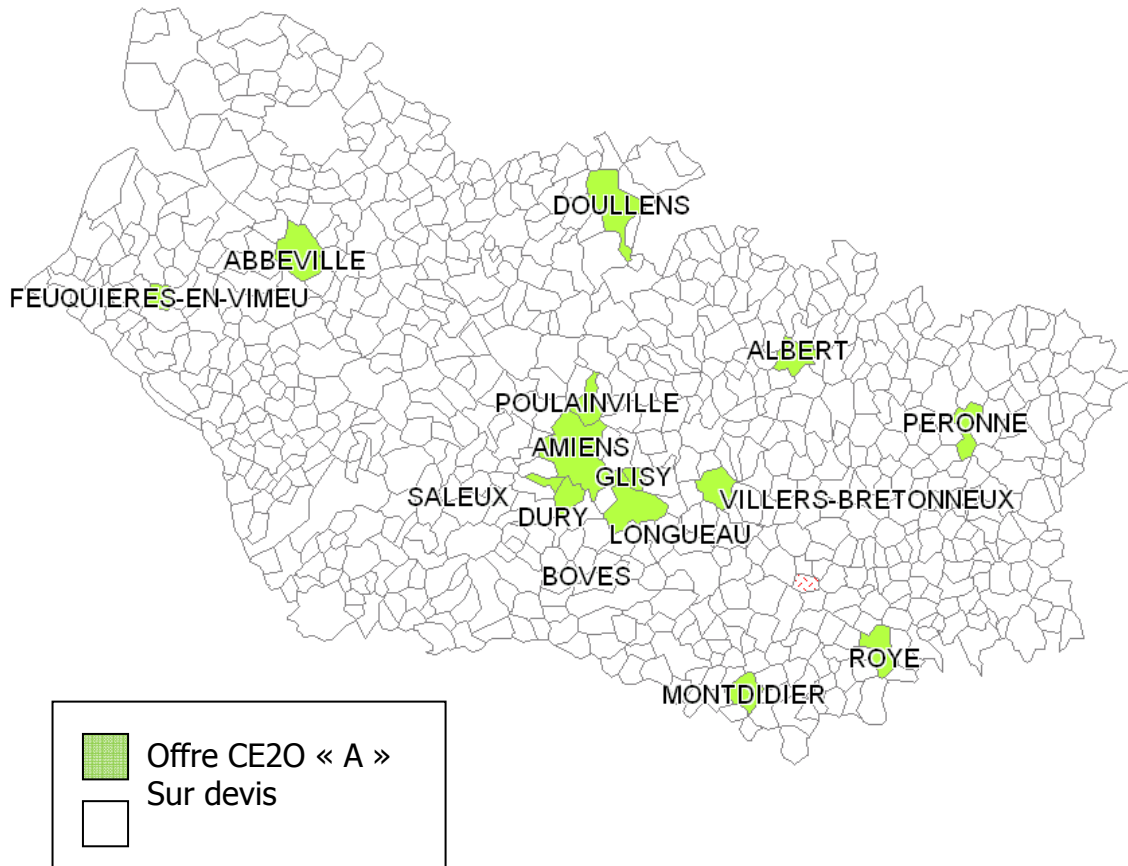 DOULLENS
ABBEVILLE
FEUQUIERES-EN-VIMEU
ALBERT
POULAINVILLE
PERONNE
AMIENS
GLISY
SALEUX
VILLERS-BRETONNEUX
DURY
LONGUEAU
BOVES
ROYE
MONTDIDIER
Offre CE2O « A »
Sur devis